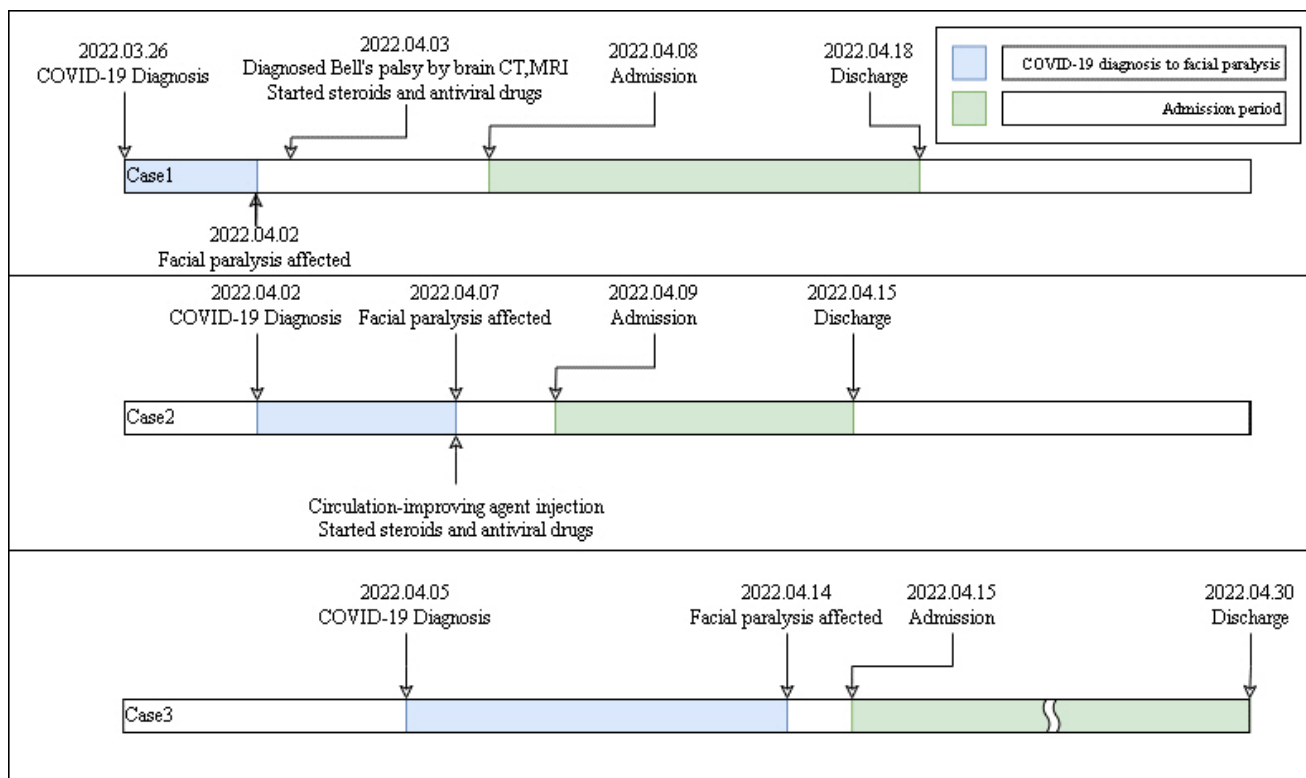 2022.03.26
COVID-19 Diagnosis
2022.04.03
Diagnosed Bell's palsy by brain CT,MRI
Started steroids and antiviral drugs
2022.04.08
Admission
2022.04.18
Discharge
COVID-19 diagnosis to facial paralysis
Admission period
Case1
2022.04.02
Facial paralysis affected
2022.04.02
COVID-19 Diagnosis
2022.04.07
Facial paralysis affected
2022.04.09
Admission
2022.04.15
Discharge
Case2
Circulation-improving agent injection
Started steroids and antiviral drugs
2022.04.05
COVID-19 Diagnosis
2022.04.14
Facial paralysis affected
2022.04.15
Admission
2022.04.30
Discharge
Case3